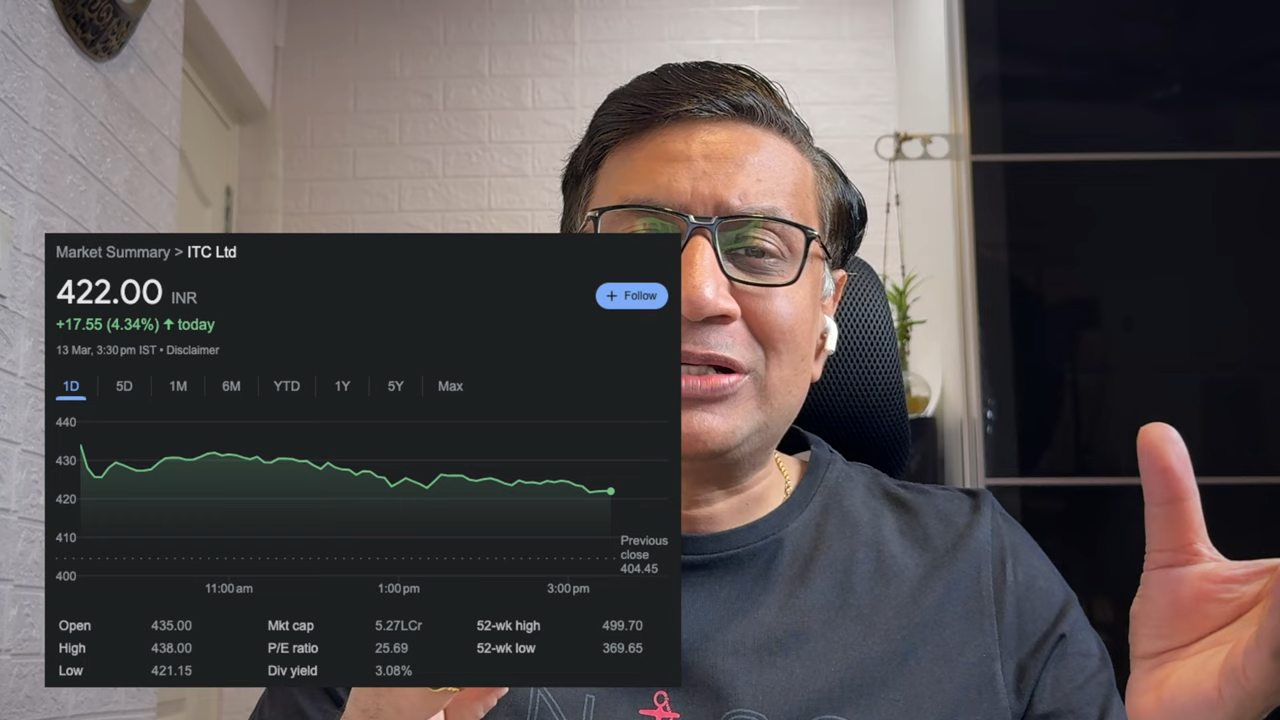 Market Summary > ITC Ltd
422.00 INR
+ Follow
+17.55 (4.34%) ↑ today
13 Mar, 3:30 pm IST • Disclaimer
1D 5D 1M 6M YTD 1Y 5Y Max
440
430
420
410
400
Previous
close
404.45
11:00 am 1:00 pm 3:00 pm
Open 435.00 Mkt cap 5.27LCr 52-wk high 499.70
High 438.00 P/E ratio 25.69 52-wk low 369.65
Low 421.15 Div yield 3.08%